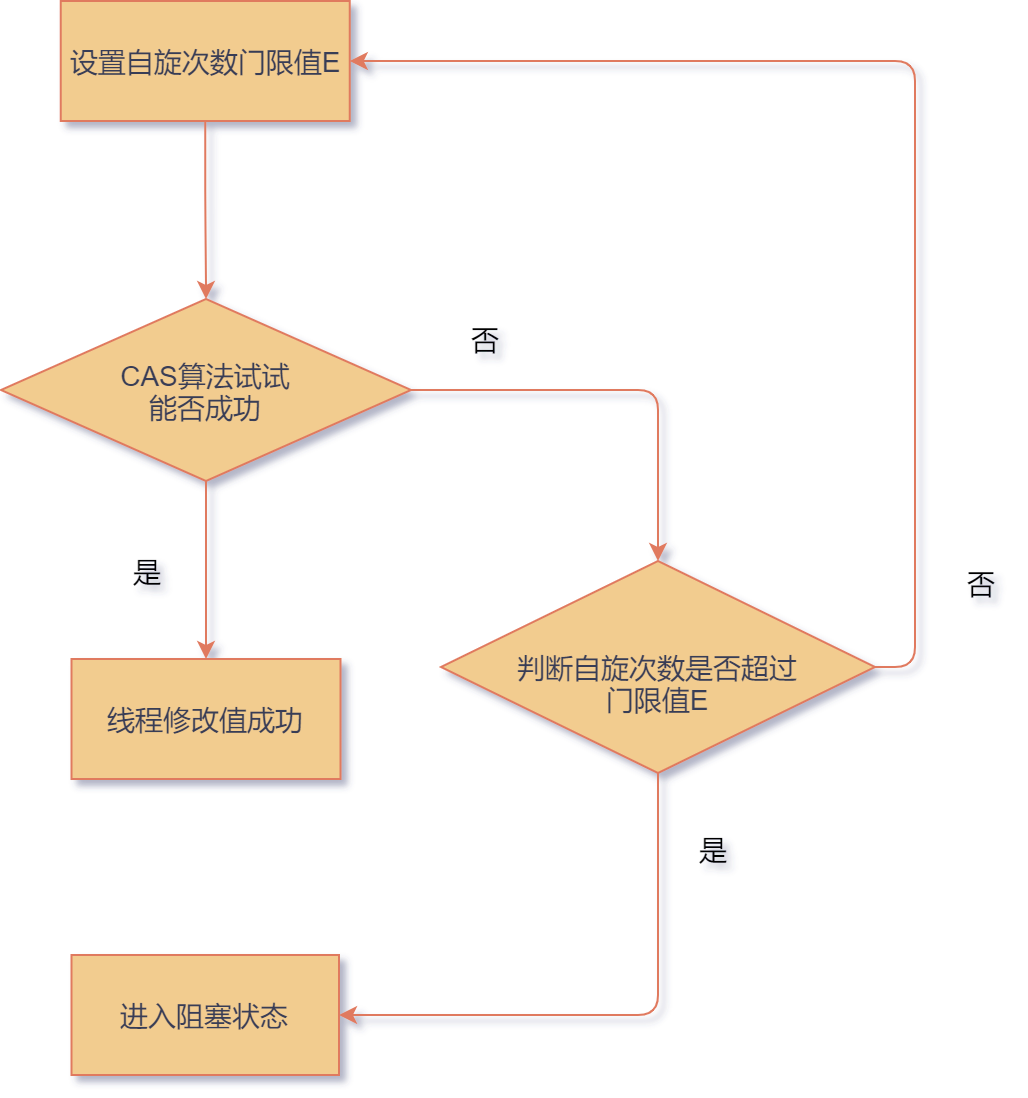 设置自旋次数门限值E
否
CAS算法试试
能否成功
是
否
判断自旋次数是否超过
门限值E
线程修改值成功
是
进入阻塞状态